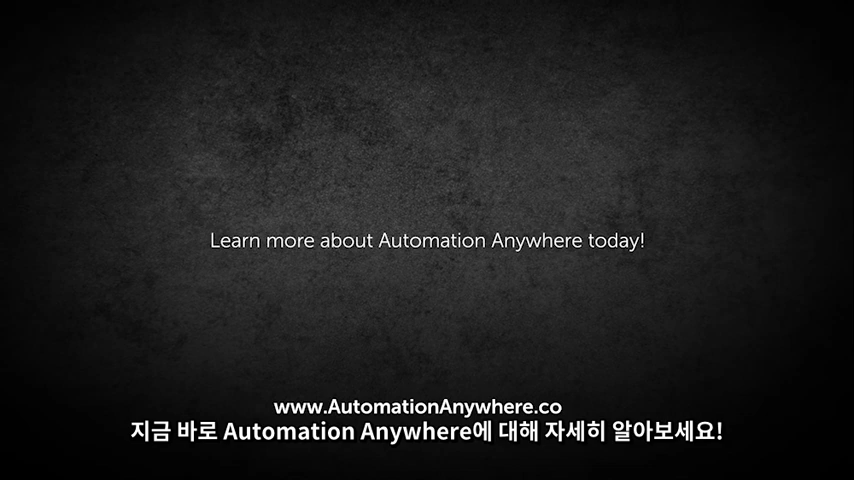 Learn more about Automation Anywhere today!
www.AutomationAnywhere.co
지금 바로 Automation Anywhere에 대해 자세히 알아보세요!